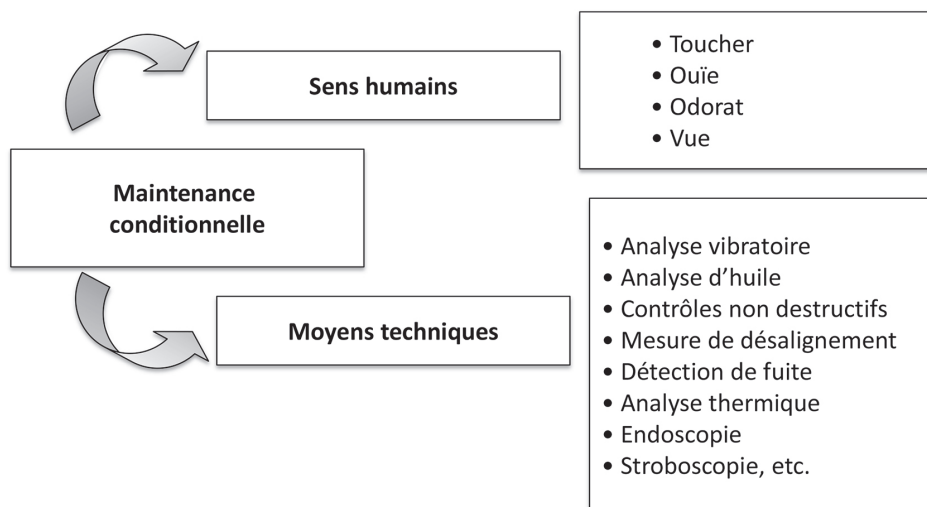 Sens humains
• Toucher
• Ouïe
• Odorat
• Vue
Maintenance
conditionnelle
Moyens techniques
• Analyse vibratoire
• Analyse d’huile
• Contrôles non destructifs
• Mesure de désalignement
• Détection de fuite
• Analyse thermique
• Endoscopie
• Stroboscopie, etc.